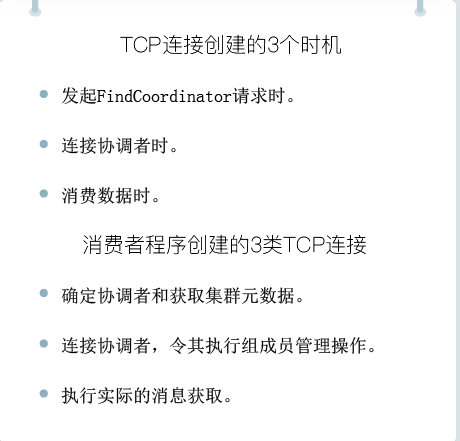 TCP连接创建的3个时机
发起FindCoordinator请求时。
连接协调者时。
消费数据时。
消费者程序创建的3类TCP连接
确定协调者和获取集群元数据。
连接协调者，令其执行组成员管理操作。
执行实际的消息获取。